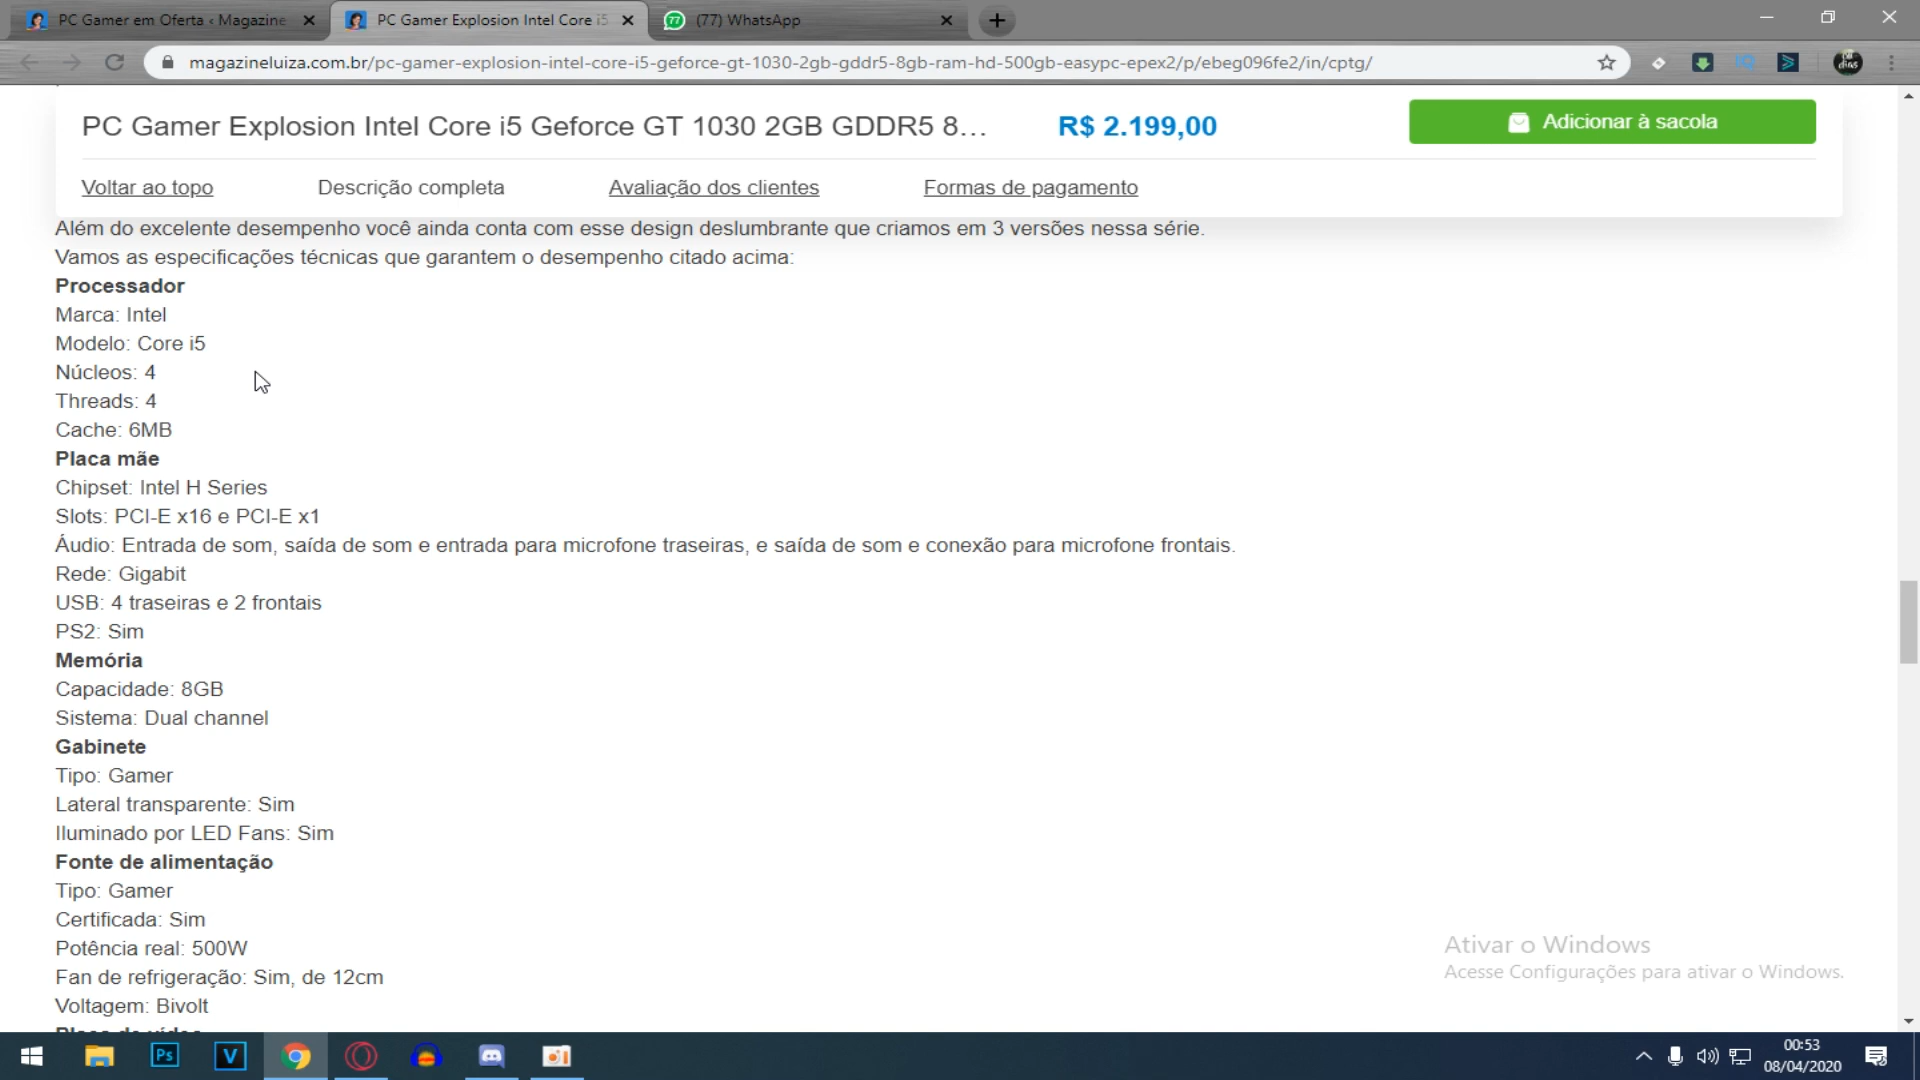 PC Gamer em Oferta ‹ Magazine
PC Gamer Explosion Intel Core i5
77
(77) WhatsApp
magazineluiza.com.br/pc-gamer-explosion-intel-core-i5-geforce-gt-1030-2gb-gddr5-8gb-ram-hd-500gb-easypc-epex2/p/ebeg096fe2/in/cptg/
PC Gamer Explosion Intel Core i5 Geforce GT 1030 2GB GDDR5 8...
R$ 2.199,00
Adicionar à sacola
Voltar ao topo
Descrição completa
Avaliação dos clientes
Formas de pagamento
Além do excelente desempenho você ainda conta com esse design deslumbrante que criamos em 3 versões nessa série.
Vamos as especificações técnicas que garantem o desempenho citado acima:
Processador
Marca: Intel
Modelo: Core i5
Núcleos: 4
Threads: 4
Cache: 6MB
Placa mãe
Chipset: Intel H Series
Slots: PCI-E x16 e PCI-E x1
Áudio: Entrada de som, saída de som e entrada para microfone traseiras, e saída de som e conexão para microfone frontais.
Rede: Gigabit
USB: 4 traseiras e 2 frontais
PS2: Sim
Memória
Capacidade: 8GB
Sistema: Dual channel
Gabinete
Tipo: Gamer
Lateral transparente: Sim
Iluminado por LED Fans: Sim
Fonte de alimentação
Tipo: Gamer
Certificada: Sim
Potência real: 500W
Fan de refrigeração: Sim, de 12cm
Voltagem: Bivolt
Placa de vídeo
Ativar o Windows
Acesse Configurações para ativar o Windows.
Ps
V
00:53
08/04/2020